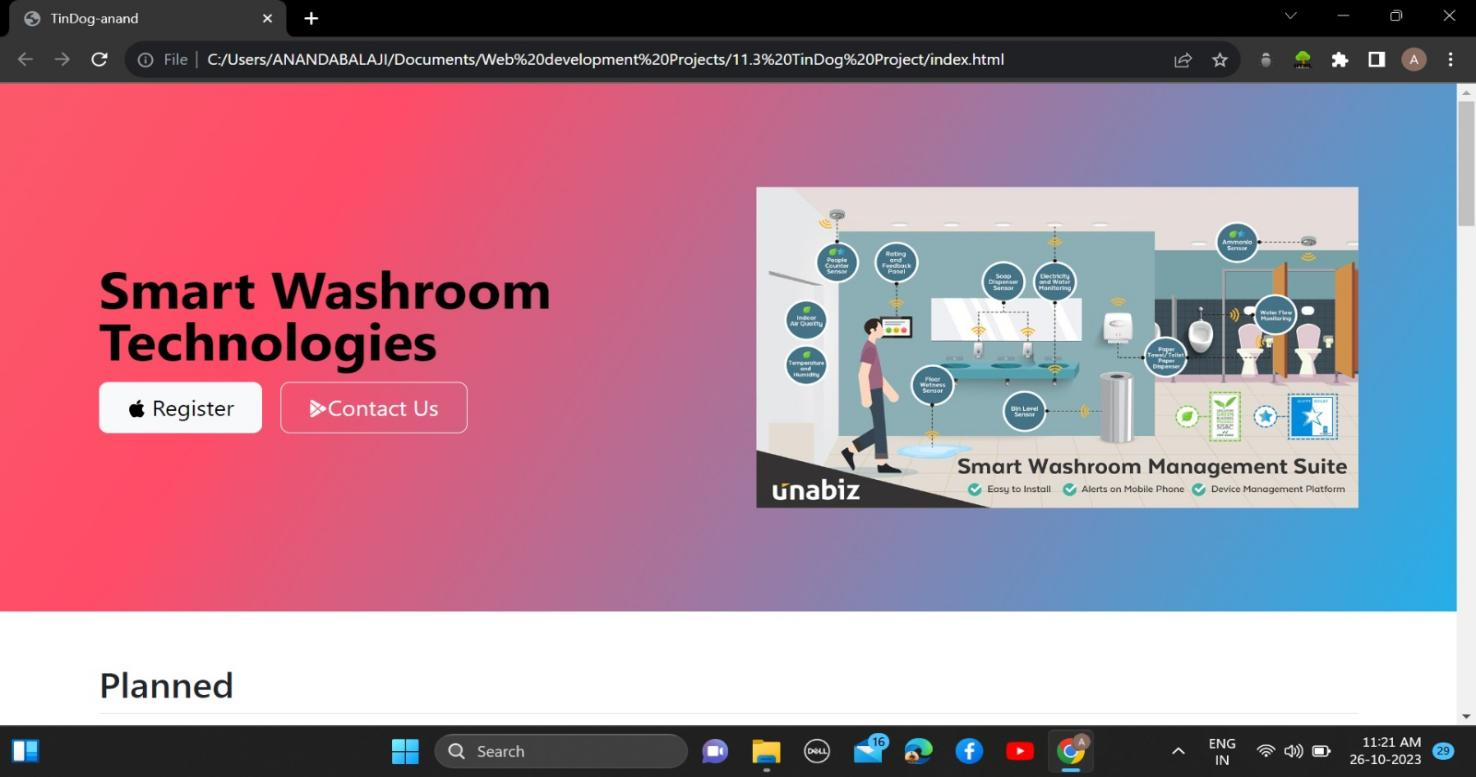 TinDog-anand
File
C:/Users/ANANDABALAJI/Documents/Web%20development%20Projects/11.3%20TinDog%20Project/index.html
A
Smart Washroom
Technologies
Register
Contact Us
People
Counter
Sensor
Rating
and
Feedback
Panel
Soap
Dispenser
Sensor
Electricity
and Water
Monitoring
Ammonia
Sensor
Indoor
Air Quality
Temperature
and
Humidity
Water Flow
Monitoring
Paper
Towel/Toilet
Paper
Dispenser
Floor
Wetness
Sensor
Bin Level
Sensor
Smart Washroom Management Suite
Easy to Install
Alerts on Mobile Phone
Device Management Platform
unabiz
Planned
Search
DELL
16
A
ENG
IN
11:21 AM
26-10-2023
29